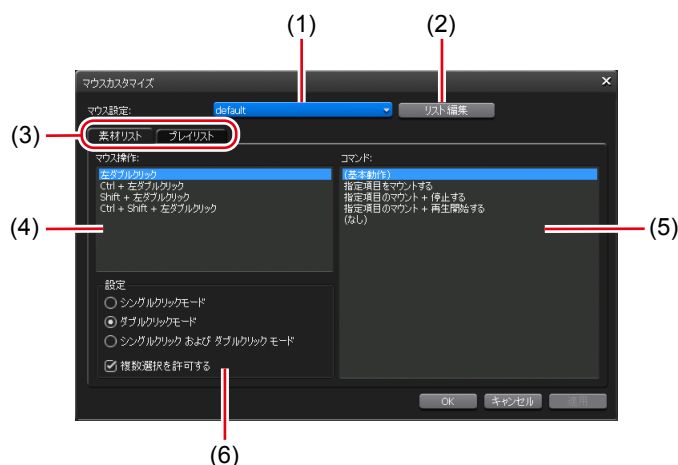 (1)
(2)
マウスカスタマイズ
マウス設定:
default
リスト編集
(3)
素材リスト
プレイリスト
マウス操作:
左ダブルクリック
Ctrl + 左ダブルクリック
Shift + 左ダブルクリック
Ctrl + Shift + 左ダブルクリック
(4)
コマンド:
(基本動作)
指定項目をマウントする
指定項目のマウント + 停止する
指定項目のマウント + 再生開始する
(なし)
(5)
設定
シングルクリックモード
ダブルクリックモード
シングルクリック および ダブルクリック モード
複数選択を許可する
OK
キャンセル
適用
(6)